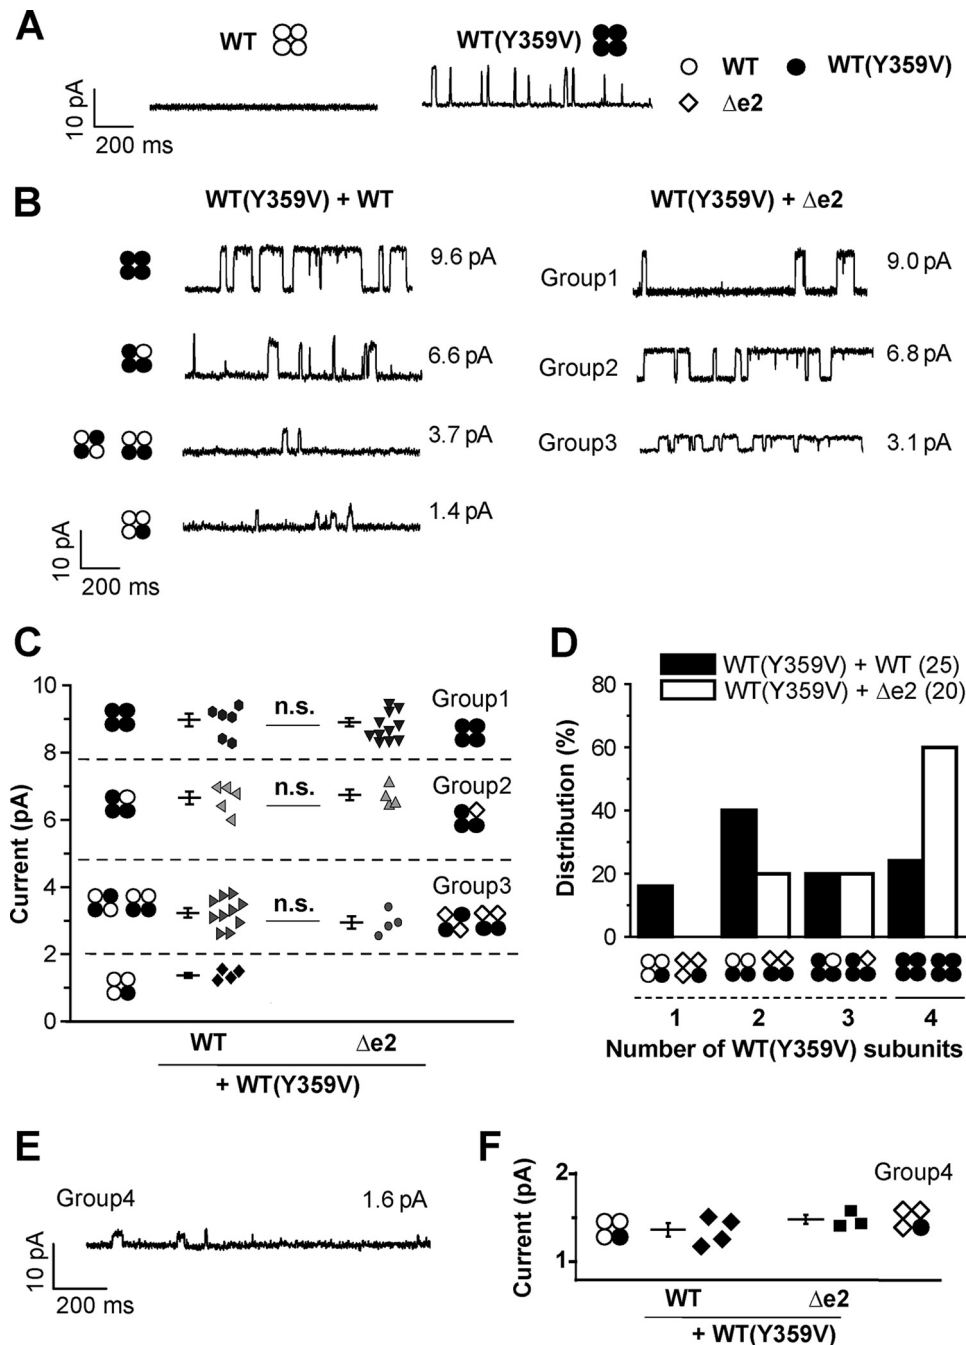 A
WT
WT(Y359V)
WT
WT(Y359V)
Δe2
10 pA
200 ms
B
WT(Y359V) + WT
WT(Y359V) + Δe2
9.6 pA
Group1
9.0 pA
6.6 pA
Group2
6.8 pA
3.7 pA
Group3
3.1 pA
1.4 pA
10 pA
200 ms
C
Current (pA)
10
8
6
4
2
0
n.s.
Group1
n.s.
Group2
n.s.
Group3
WT
Δe2
+ WT(Y359V)
D
WT(Y359V) + WT (25)
WT(Y359V) + Δe2 (20)
Distribution (%)
80
60
40
20
0
1
2
3
4
Number of WT(Y359V) subunits
E
Group4
1.6 pA
10 pA
200 ms
F
Group4
Current (pA)
2
1
WT
Δe2
+ WT(Y359V)